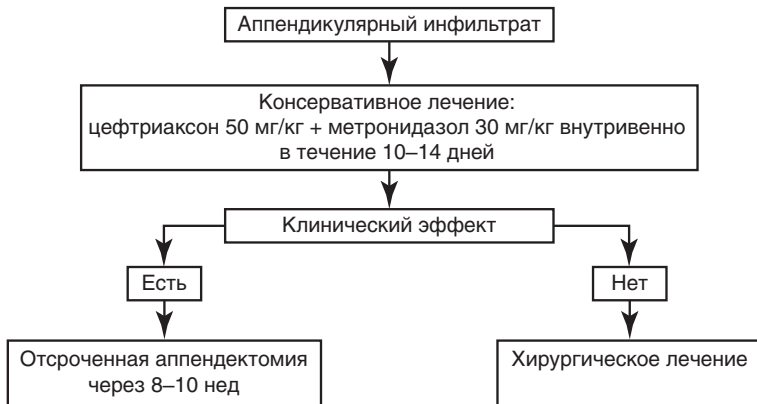 Аппендикулярный инфильтрат
Консервативное лечение:
цефтриаксон 50 мг/кг + метронидазол 30 мг/кг внутривенно
в течение 10–14 дней
Клинический эффект
Есть
Нет
Отсроченная аппендектомия
через 8–10 нед
Хирургическое лечение